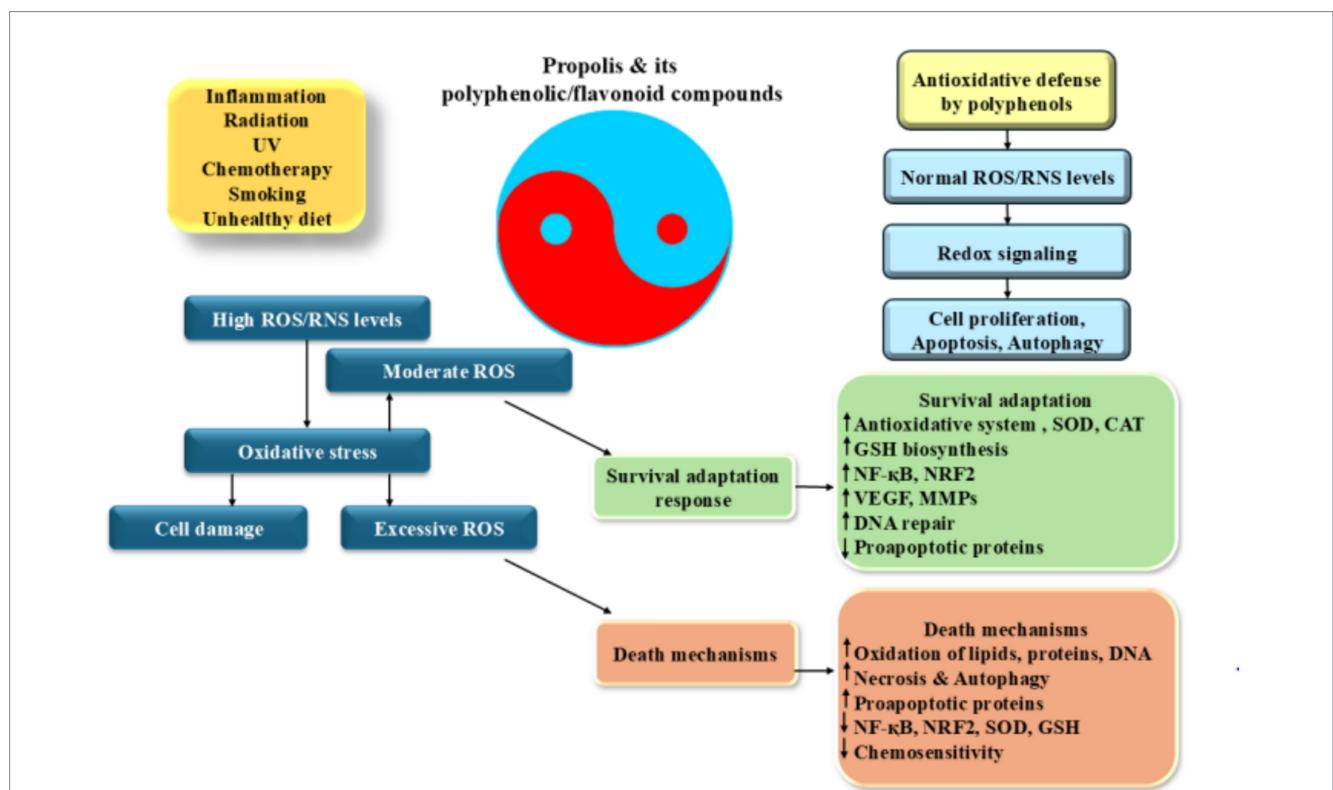 Propolis & its
polyphenolic/flavonoid compounds
Inflammation
Radiation
UV
Chemotherapy
Smoking
Unhealthy diet
Antioxidative defense
by polyphenols
Normal ROS/RNS levels
Redox signaling
Cell proliferation,
Apoptosis, Autophagy
High ROS/RNS levels
Moderate ROS
Oxidative stress
Cell damage
Excessive ROS
Survival adaptation
response
Survival adaptation
↑ Antioxidative system , SOD, CAT
↑ GSH biosynthesis
↑ NF-κB, NRF2
↑ VEGF, MMPs
↑ DNA repair
↓ Proapoptotic proteins
Death mechanisms
Death mechanisms
↑ Oxidation of lipids, proteins, DNA
↑ Necrosis & Autophagy
↑ Proapoptotic proteins
↓ NF-κB, NRF2, SOD, GSH
↓ Chemosensitivity